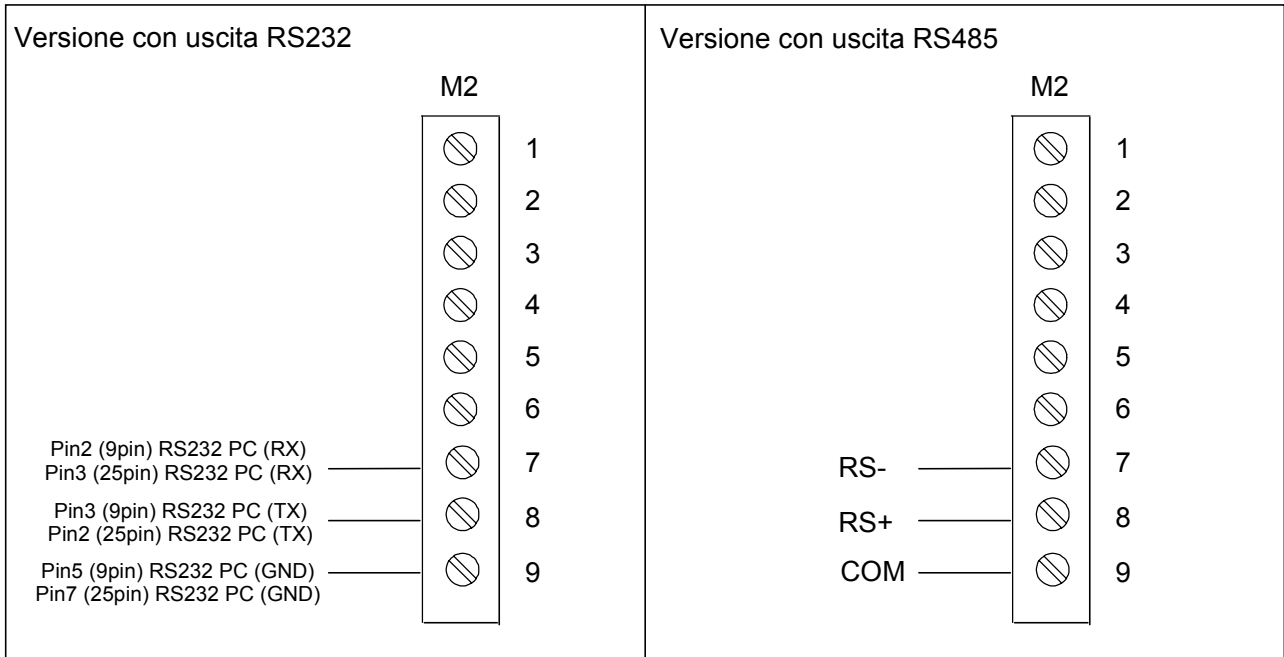 Versione con uscita RS232
M2
1
2
3
4
5
6
Pin2 (9pin) RS232 PC (RX)
Pin3 (25pin) RS232 PC (RX)
7
Pin3 (9pin) RS232 PC (TX)
Pin2 (25pin) RS232 PC (TX)
8
Pin5 (9pin) RS232 PC (GND)
Pin7 (25pin) RS232 PC (GND)
9
Versione con uscita RS485
M2
1
2
3
4
5
6
RS- 7
RS+ 8
COM 9